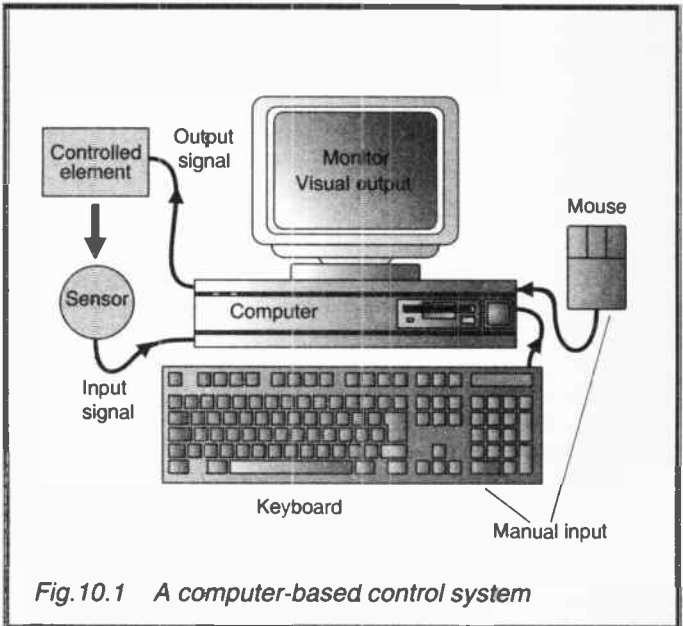 Controlled
element
Output
signal
Monitor
Visual output
Mouse
Sensor
Computer
Input
signal
Keyboard
Manual input
Fig.10.1 A computer-based control system